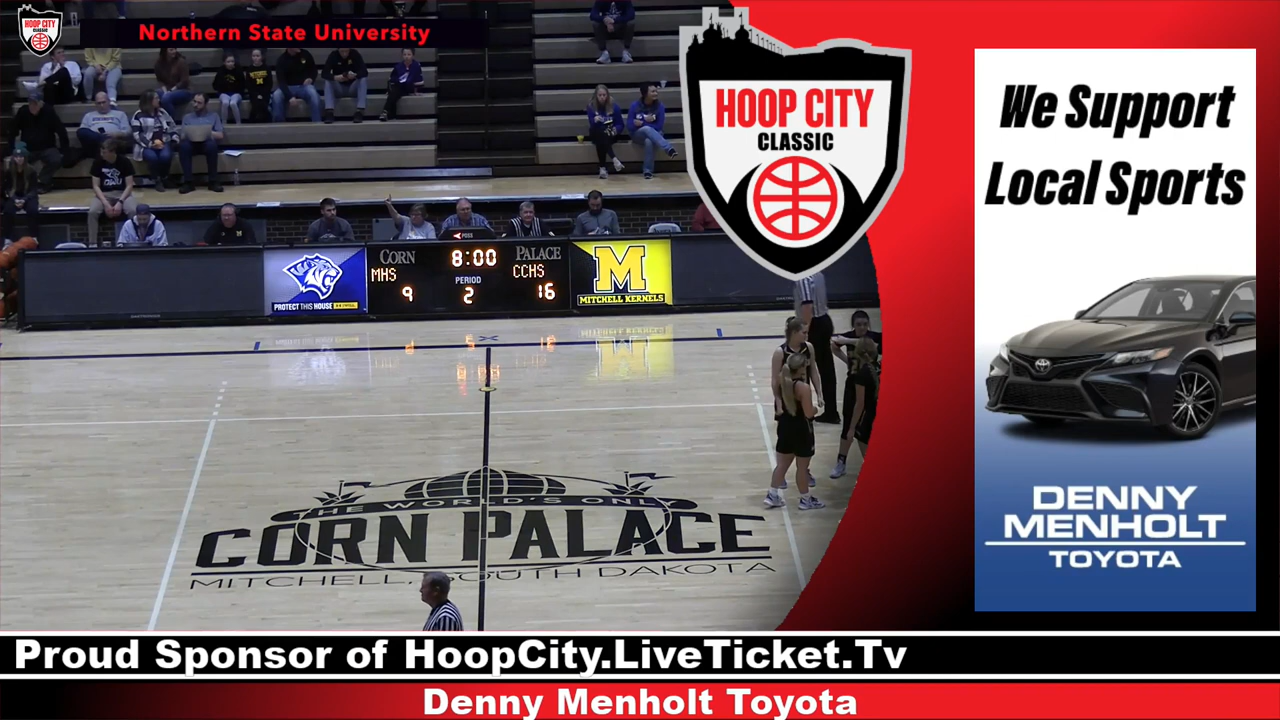 HOOP CITY
CLASSIC
Northern State University
HOOP CITY
CLASSIC
We Support
Local Sports
POSS
CORN
8:00
PALACE
MHS
PERIOD
CCHS
9
2
16
PROTECT THIS HOUSE
M
MITCHELL KERNELS
THE WORLD'S ONLY
CORN PALACE
MITCHELL, SOUTH DAKOTA
DENNY
MENHOLT
TOYOTA
Proud Sponsor of HoopCity.LiveTicket.Tv
Denny Menholt Toyota